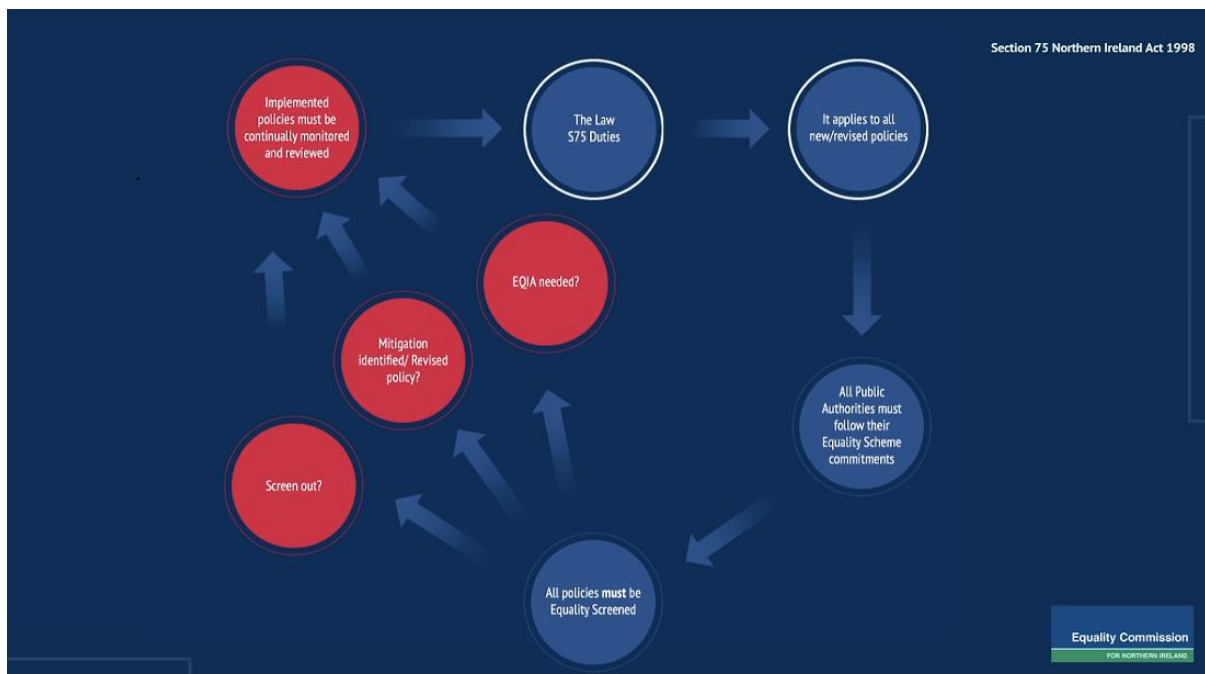 Section 75 Northern Ireland Act 1998
Implemented
policies must be
continually monitored
and reviewed
The Law
S75 Duties
It applies to all
new/revised policies
EQIA needed?
Mitigation
identified/ Revised
policy?
All Public
Authorities must
follow their
Equality Scheme
commitments
Screen out?
All policies must be
Equality Screened
Equality Commission
FOR NORTHERN IRELAND